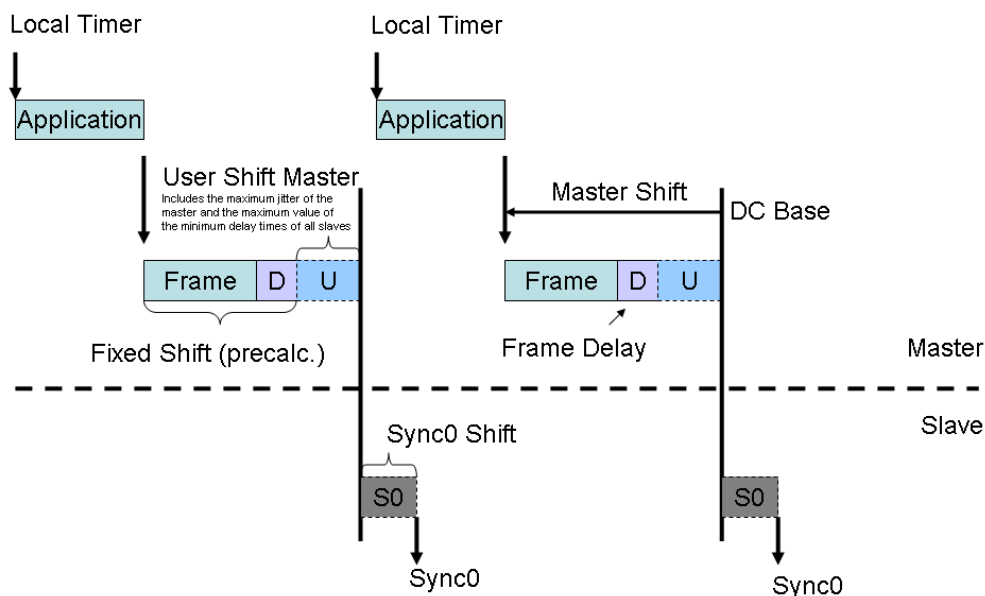 Local Timer
Local Timer
Application
Application
User Shift Master
Includes the maximum jitter of the
master and the maximum value of
the minimum delay times of all slaves
Master Shift
DC Base
Frame
D
U
Frame
D
U
Fixed Shift (precalc.)
Frame Delay
Master
Slave
Sync0 Shift
S0
S0
Sync0
Sync0